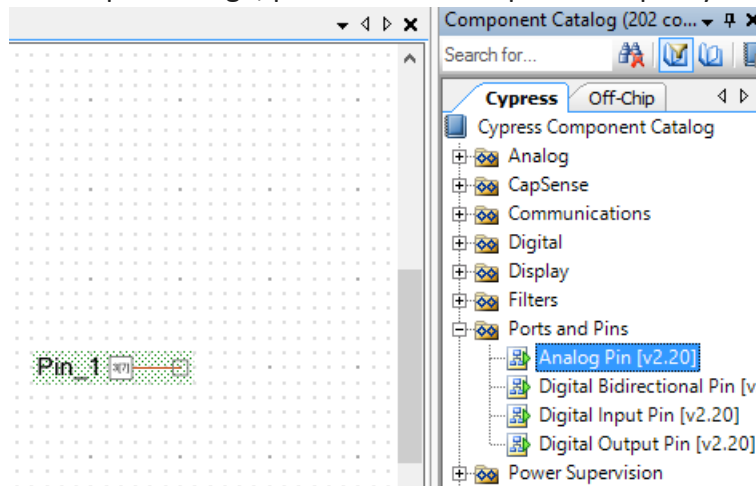 Component Catalog (202 co...
Search for...
Cypress
Off-Chip
Cypress Component Catalog
Analog
CapSense
Communications
Digital
Display
Filters
Ports and Pins
Analog Pin [v2.20]
Digital Bidirectional Pin [v
Digital Input Pin [v2.20]
Digital Output Pin [v2.20]
Power Supervision
Pin_1